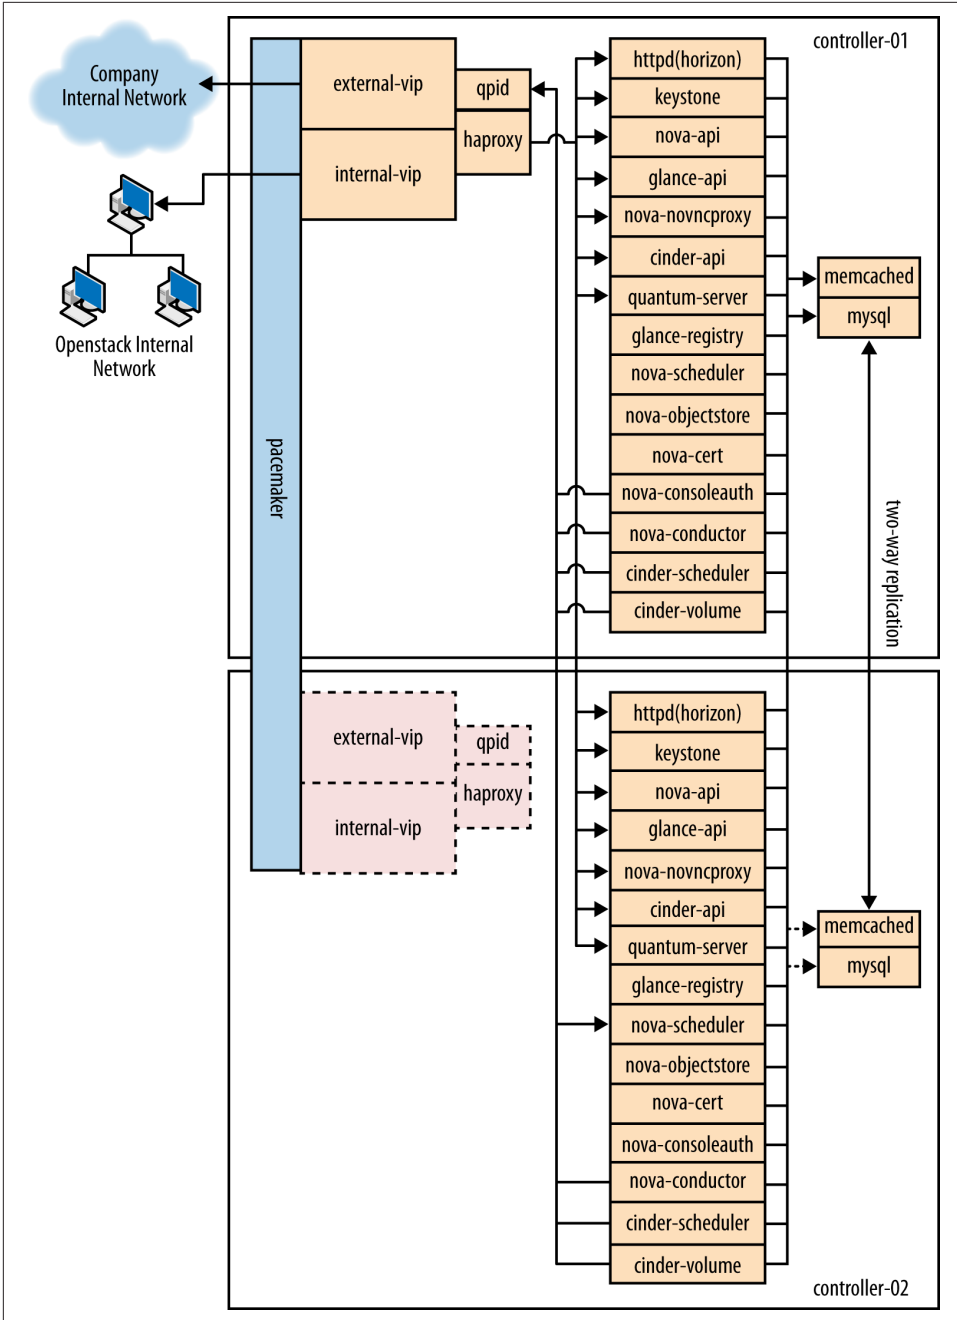 controller-01
Company
Internal Network
external-vip
internal-vip
qpid
haproxy
Openstack Internal
Network
pacemaker
httpd(horizon)
keystone
nova-api
glance-api
nova-novncproxy
cinder-api
quantum-server
glance-registry
nova-scheduler
nova-objectstore
nova-cert
nova-consoleauth
nova-conductor
cinder-scheduler
cinder-volume
memcached
mysql
two-way replication
external-vip
internal-vip
qpid
haproxy
httpd(horizon)
keystone
nova-api
glance-api
nova-novncproxy
cinder-api
quantum-server
glance-registry
nova-scheduler
nova-objectstore
nova-cert
nova-consoleauth
nova-conductor
cinder-scheduler
cinder-volume
memcached
mysql
controller-02